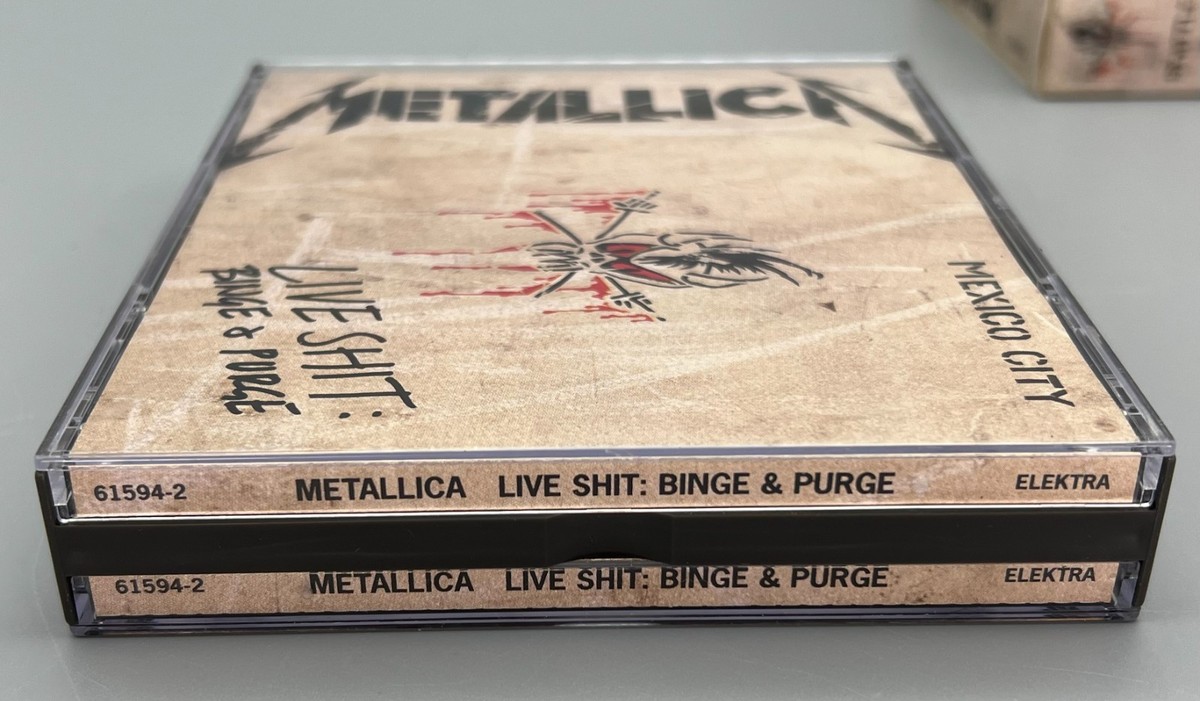 METALLICA
MEXICO CITY
LIVE SHIT:
BINGE & PURGE
61594-2 METALLICA LIVE SHIT: BINGE & PURGE ELEKTRA
61594-2 METALLICA LIVE SHIT: BINGE & PURGE ELEKTRA